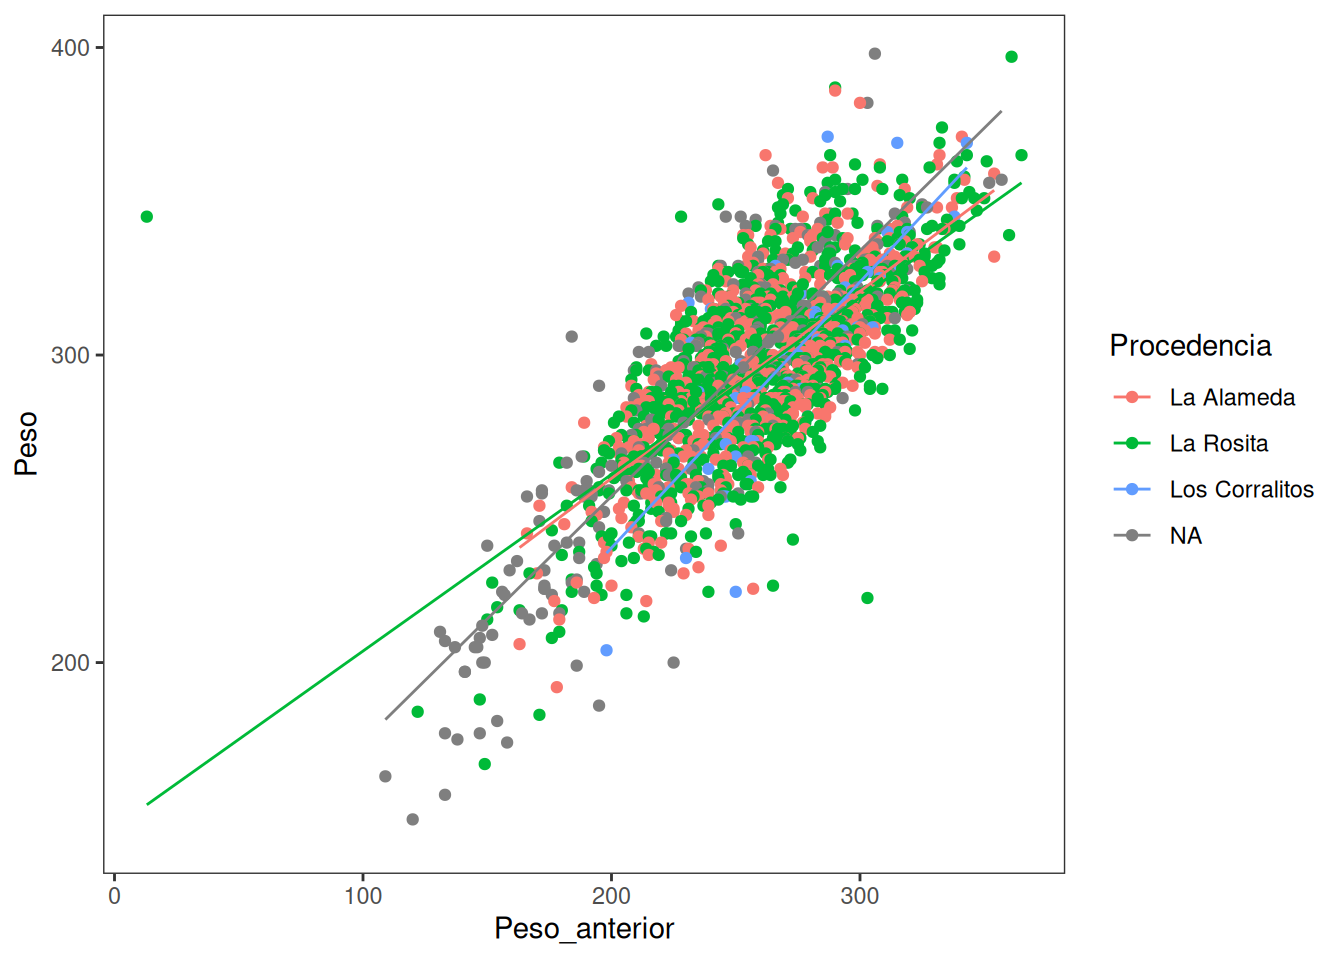 400
300
200
Peso
0
100
200
300
Peso_anterior
Procedencia
La Alameda
La Rosita
Los Corralitos
NA